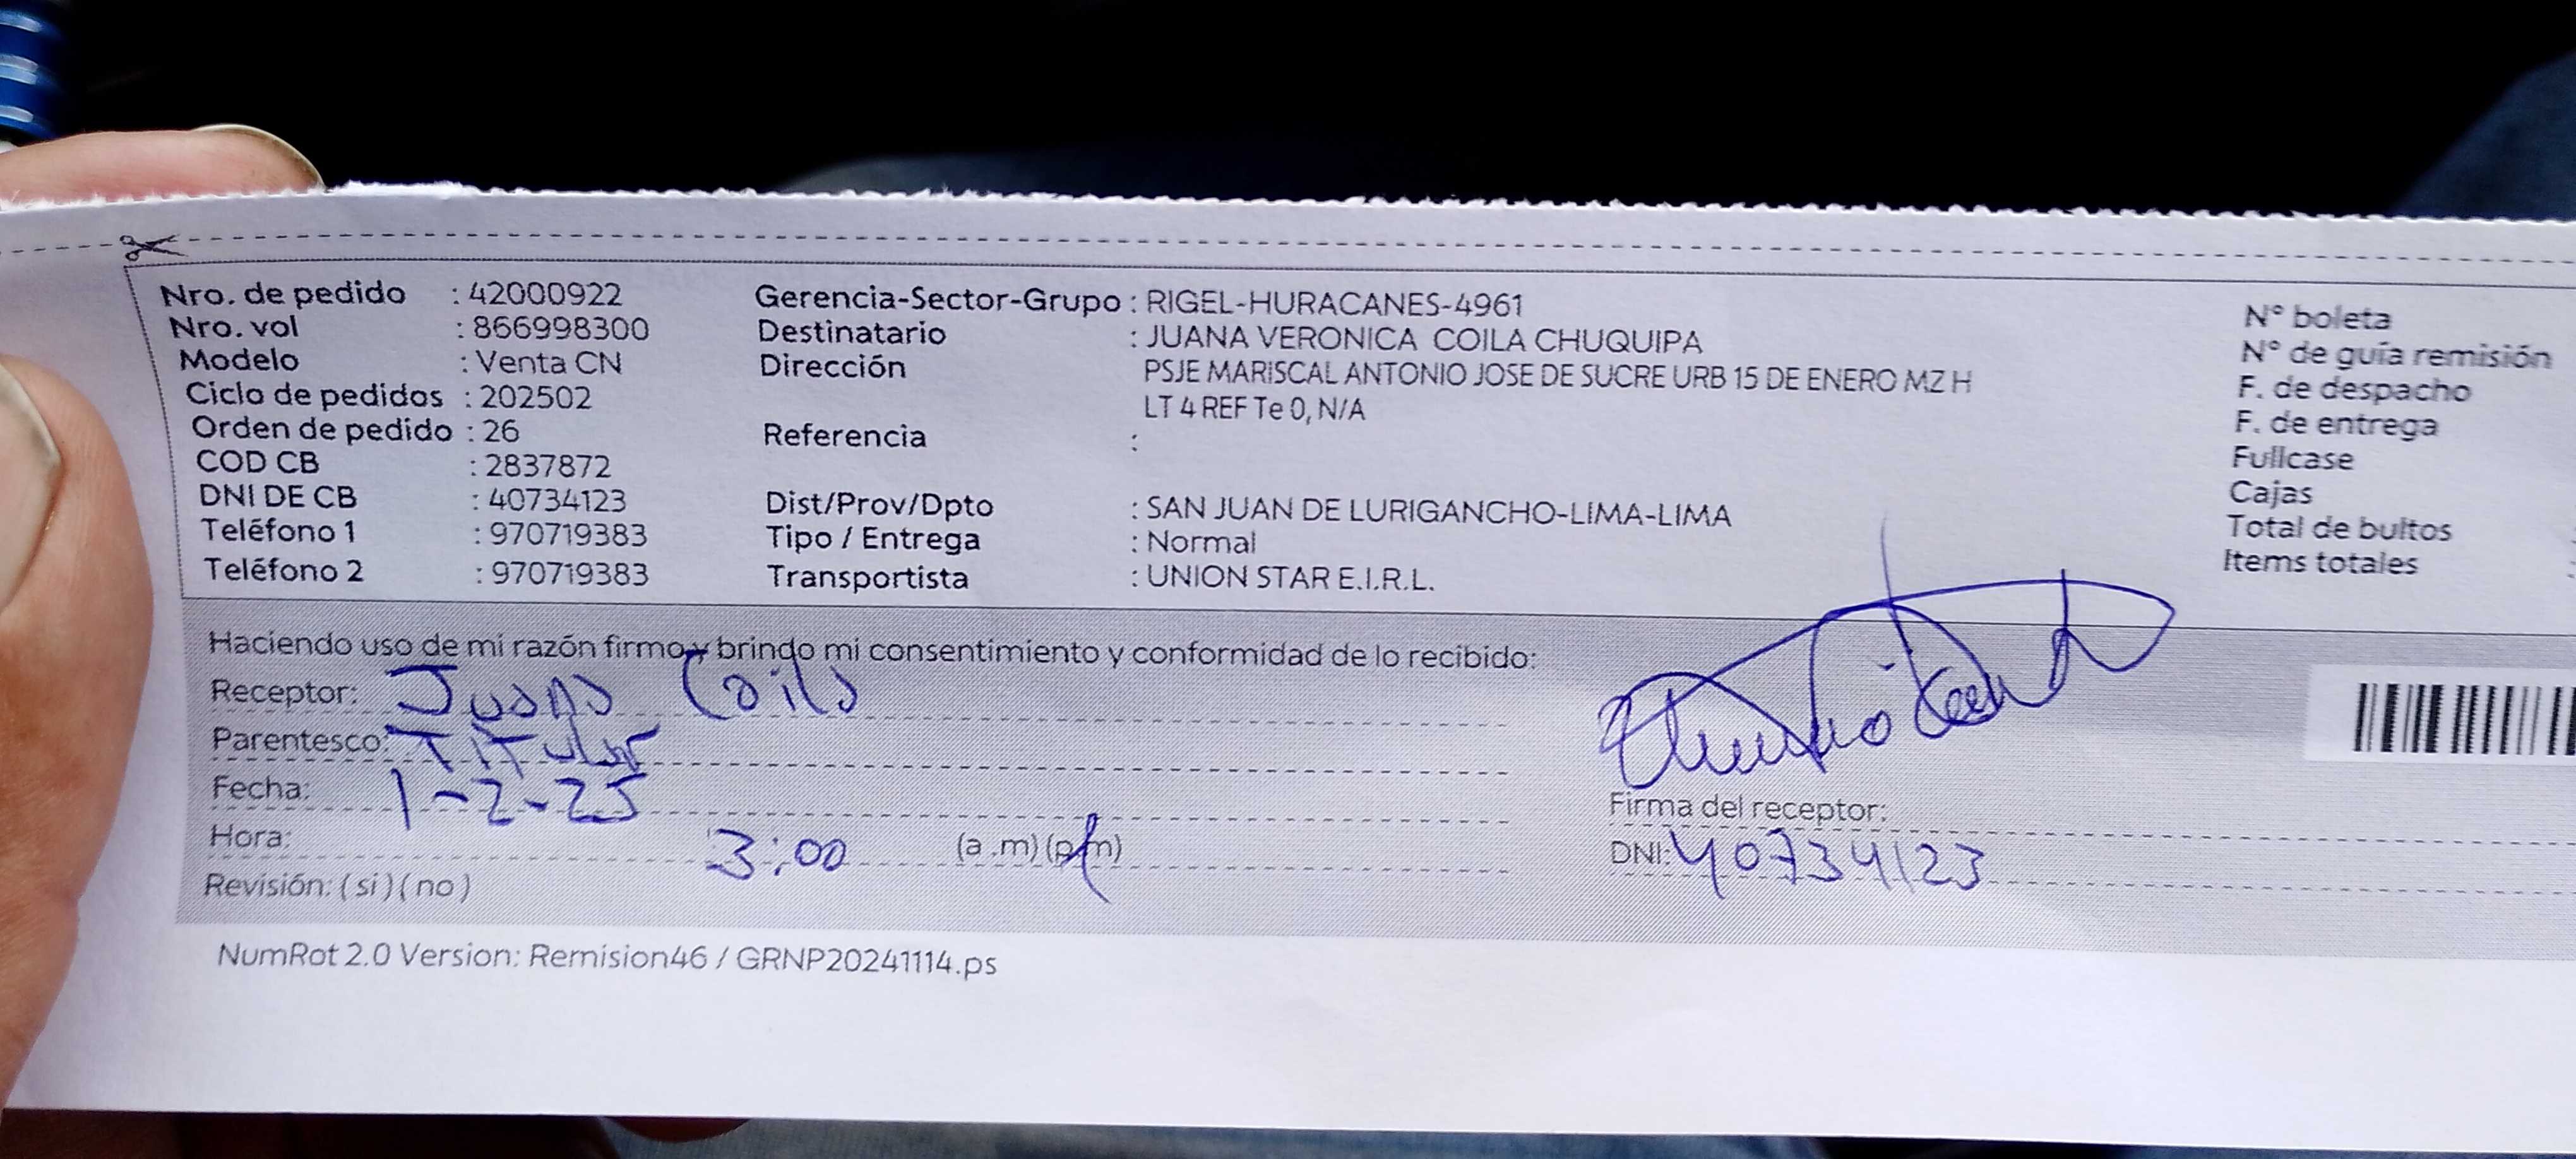 Nro. de pedido : 42000922
Nro. vol : 866998300
Modelo : Venta CN
Ciclo de pedidos : 202502
Orden de pedido : 26
COD CB : 2837872
DNI DE CB : 40734123
Teléfono 1 : 970719383
Teléfono 2 : 970719383
Gerencia-Sector-Grupo : RIGEL-HURACANES-4961
Destinatario : JUANA VERONICA COILA CHUQUIPA
Dirección PSJE MARISCAL ANTONIO JOSE DE SUCRE URB 15 DE ENERO MZ H
LT 4 REF Te 0, N/A
Referencia :
Dist/Prov/Dpto : SAN JUAN DE LURIGANCHO-LIMA-LIMA
Tipo / Entrega : Normal
Transportista : UNION STAR E.I.R.L.
N° boleta
N° de guía remisión
F. de despacho
F. de entrega
Fullcase
Cajas
Total de bultos
Items totales
Haciendo uso de mi razón firmo y brindo mi consentimiento y conformidad de lo recibido:
Receptor: Juana Coila
Parentesco: Titular
Fecha: 1-2-25
Hora: 3:00 (a .m) (p.m)
Revisión: (si) (no)
Firma del receptor:
DNI: 40734123
NumRot 2.0 Version: Remision46 / GRNP20241114.ps